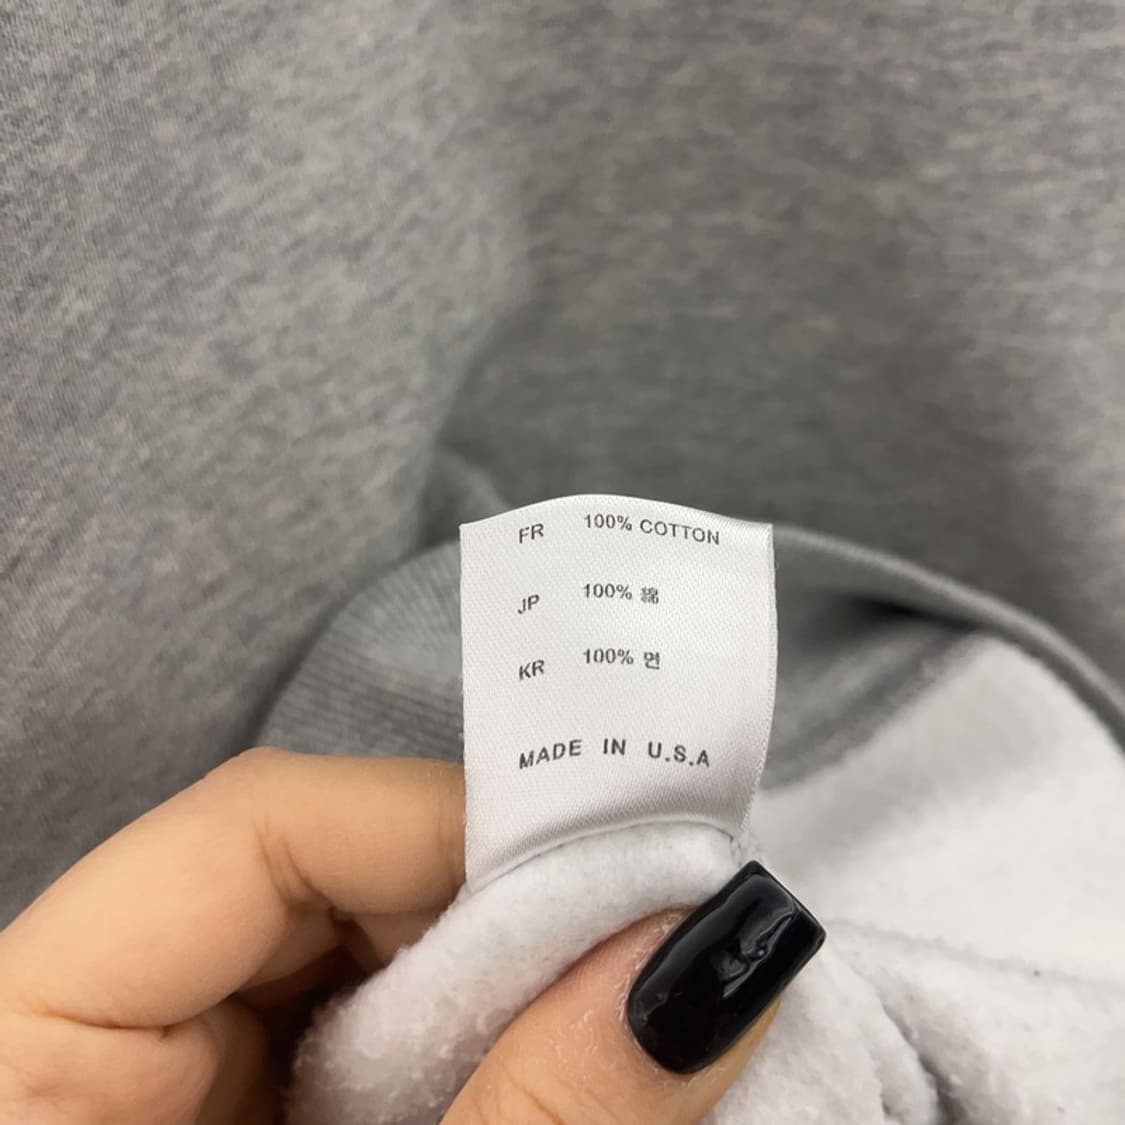 FR 100% COTTON
JP 100% 綿
KR 100% 면
MADE IN U.S.A